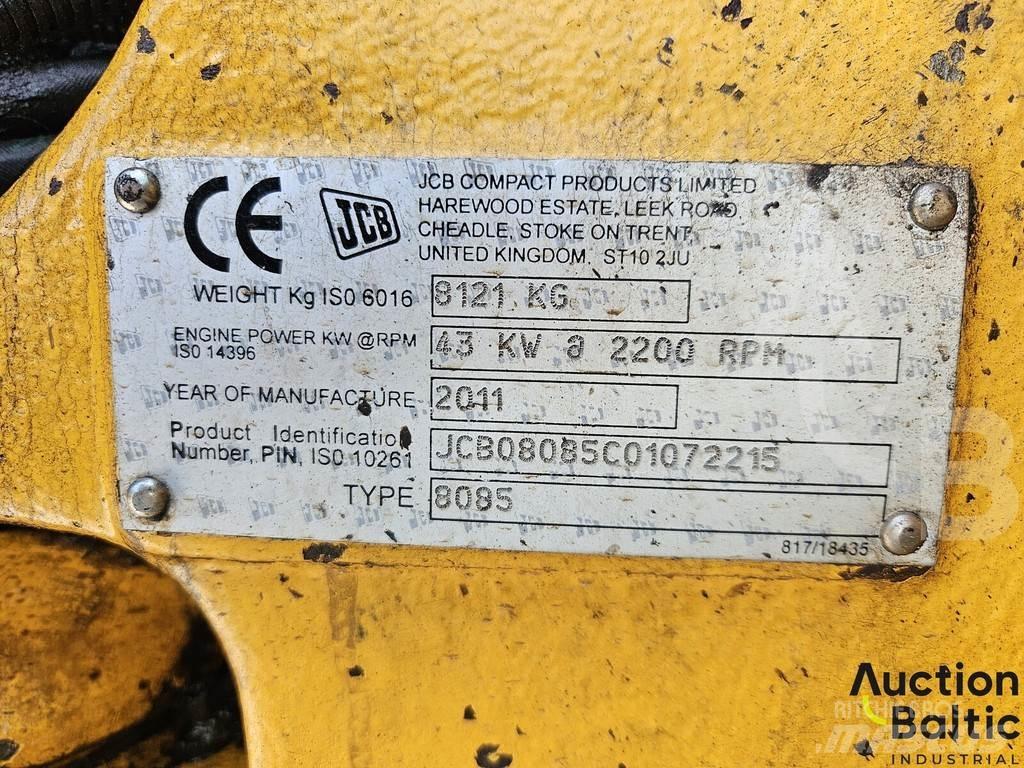 CE
JCB
JCB COMPACT PRODUCTS LIMITED
HAREWOOD ESTATE, LEEK ROAD,
CHEADLE, STOKE ON TRENT,
UNITED KINGDOM, ST10 2JU
WEIGHT Kg ISO 6016 8121 KG
ENGINE POWER KW @RPM
ISO 14396 43 KW @ 2200 RPM
YEAR OF MANUFACTURE 2011
Product Identification
Number, PIN, ISO 10261 JCB08085C01072215
TYPE 8085
817/18435
Auction
Baltic
INDUSTRIAL